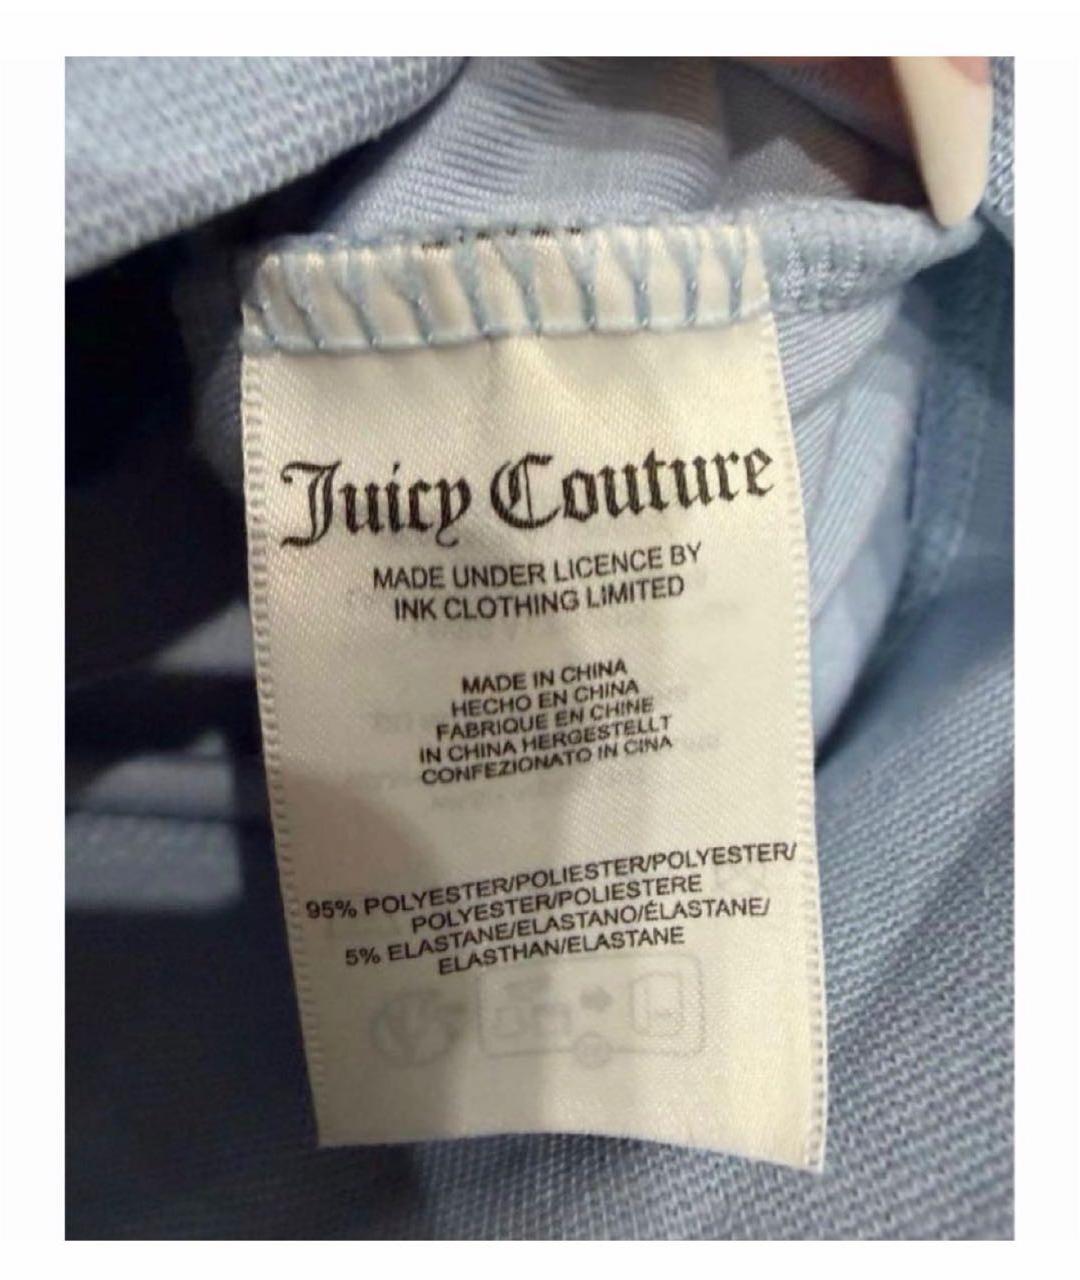 Juicy Couture
MADE UNDER LICENCE BY
INK CLOTHING LIMITED
MADE IN CHINA
HECHO EN CHINA
FABRIQUE EN CHINE
IN CHINA HERGESTELLT
CONFEZIONATO IN CINA
95% POLYESTER/POLIESTER/POLYESTER/
POLYESTER/POLIESTERE
5% ELASTANE/ELASTANO/ÉLASTANE/
ELASTHAN/ELASTANE